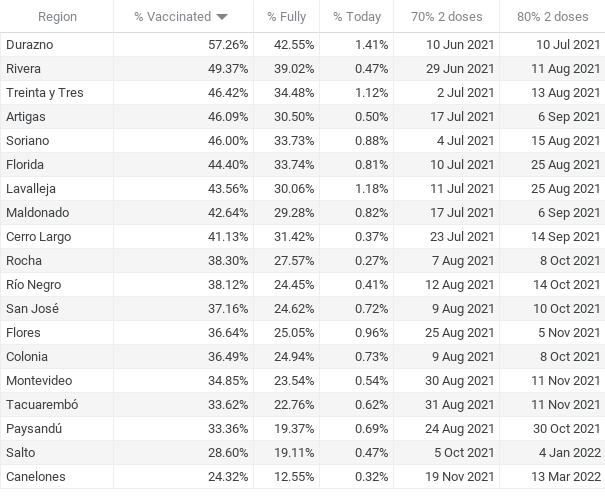 Region % Vaccinated % Fully % Today 70% 2 doses 80% 2 doses
Durazno 57.26% 42.55% 1.41% 10 Jun 2021 10 Jul 2021
Rivera 49.37% 39.02% 0.47% 29 Jun 2021 11 Aug 2021
Treinta y Tres 46.42% 34.48% 1.12% 2 Jul 2021 13 Aug 2021
Artigas 46.09% 30.50% 0.50% 17 Jul 2021 6 Sep 2021
Soriano 46.00% 33.73% 0.88% 4 Jul 2021 15 Aug 2021
Florida 44.40% 33.74% 0.81% 10 Jul 2021 25 Aug 2021
Lavalleja 43.56% 30.06% 1.18% 11 Jul 2021 25 Aug 2021
Maldonado 42.64% 29.28% 0.82% 17 Jul 2021 6 Sep 2021
Cerro Largo 41.13% 31.42% 0.37% 23 Jul 2021 14 Sep 2021
Rocha 38.30% 27.57% 0.27% 7 Aug 2021 8 Oct 2021
Río Negro 38.12% 24.45% 0.41% 12 Aug 2021 14 Oct 2021
San José 37.16% 24.62% 0.72% 9 Aug 2021 10 Oct 2021
Flores 36.64% 25.05% 0.96% 25 Aug 2021 5 Nov 2021
Colonia 36.49% 24.94% 0.73% 9 Aug 2021 8 Oct 2021
Montevideo 34.85% 23.54% 0.54% 30 Aug 2021 11 Nov 2021
Tacuarembó 33.62% 22.76% 0.62% 31 Aug 2021 11 Nov 2021
Paysandú 33.36% 19.37% 0.69% 24 Aug 2021 30 Oct 2021
Salto 28.60% 19.11% 0.47% 5 Oct 2021 4 Jan 2022
Canelones 24.32% 12.55% 0.32% 19 Nov 2021 13 Mar 2022